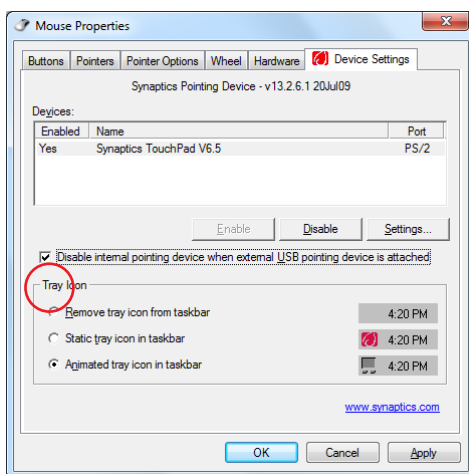 Mouse Properties
Buttons Pointers Pointer Options Wheel Hardware Device Settings
Synaptics Pointing Device - v13.2.6.1 20Jul09
Devices:
Enabled Name Port
Yes Synaptics TouchPad V6.5 PS/2
Enable Disable Settings...
Disable internal pointing device when external USB pointing device is attached
Tray Icon
Remove tray icon from taskbar 4:20 PM
Static tray icon in taskbar 4:20 PM
Animated tray icon in taskbar 4:20 PM
www.synaptics.com
OK Cancel Apply